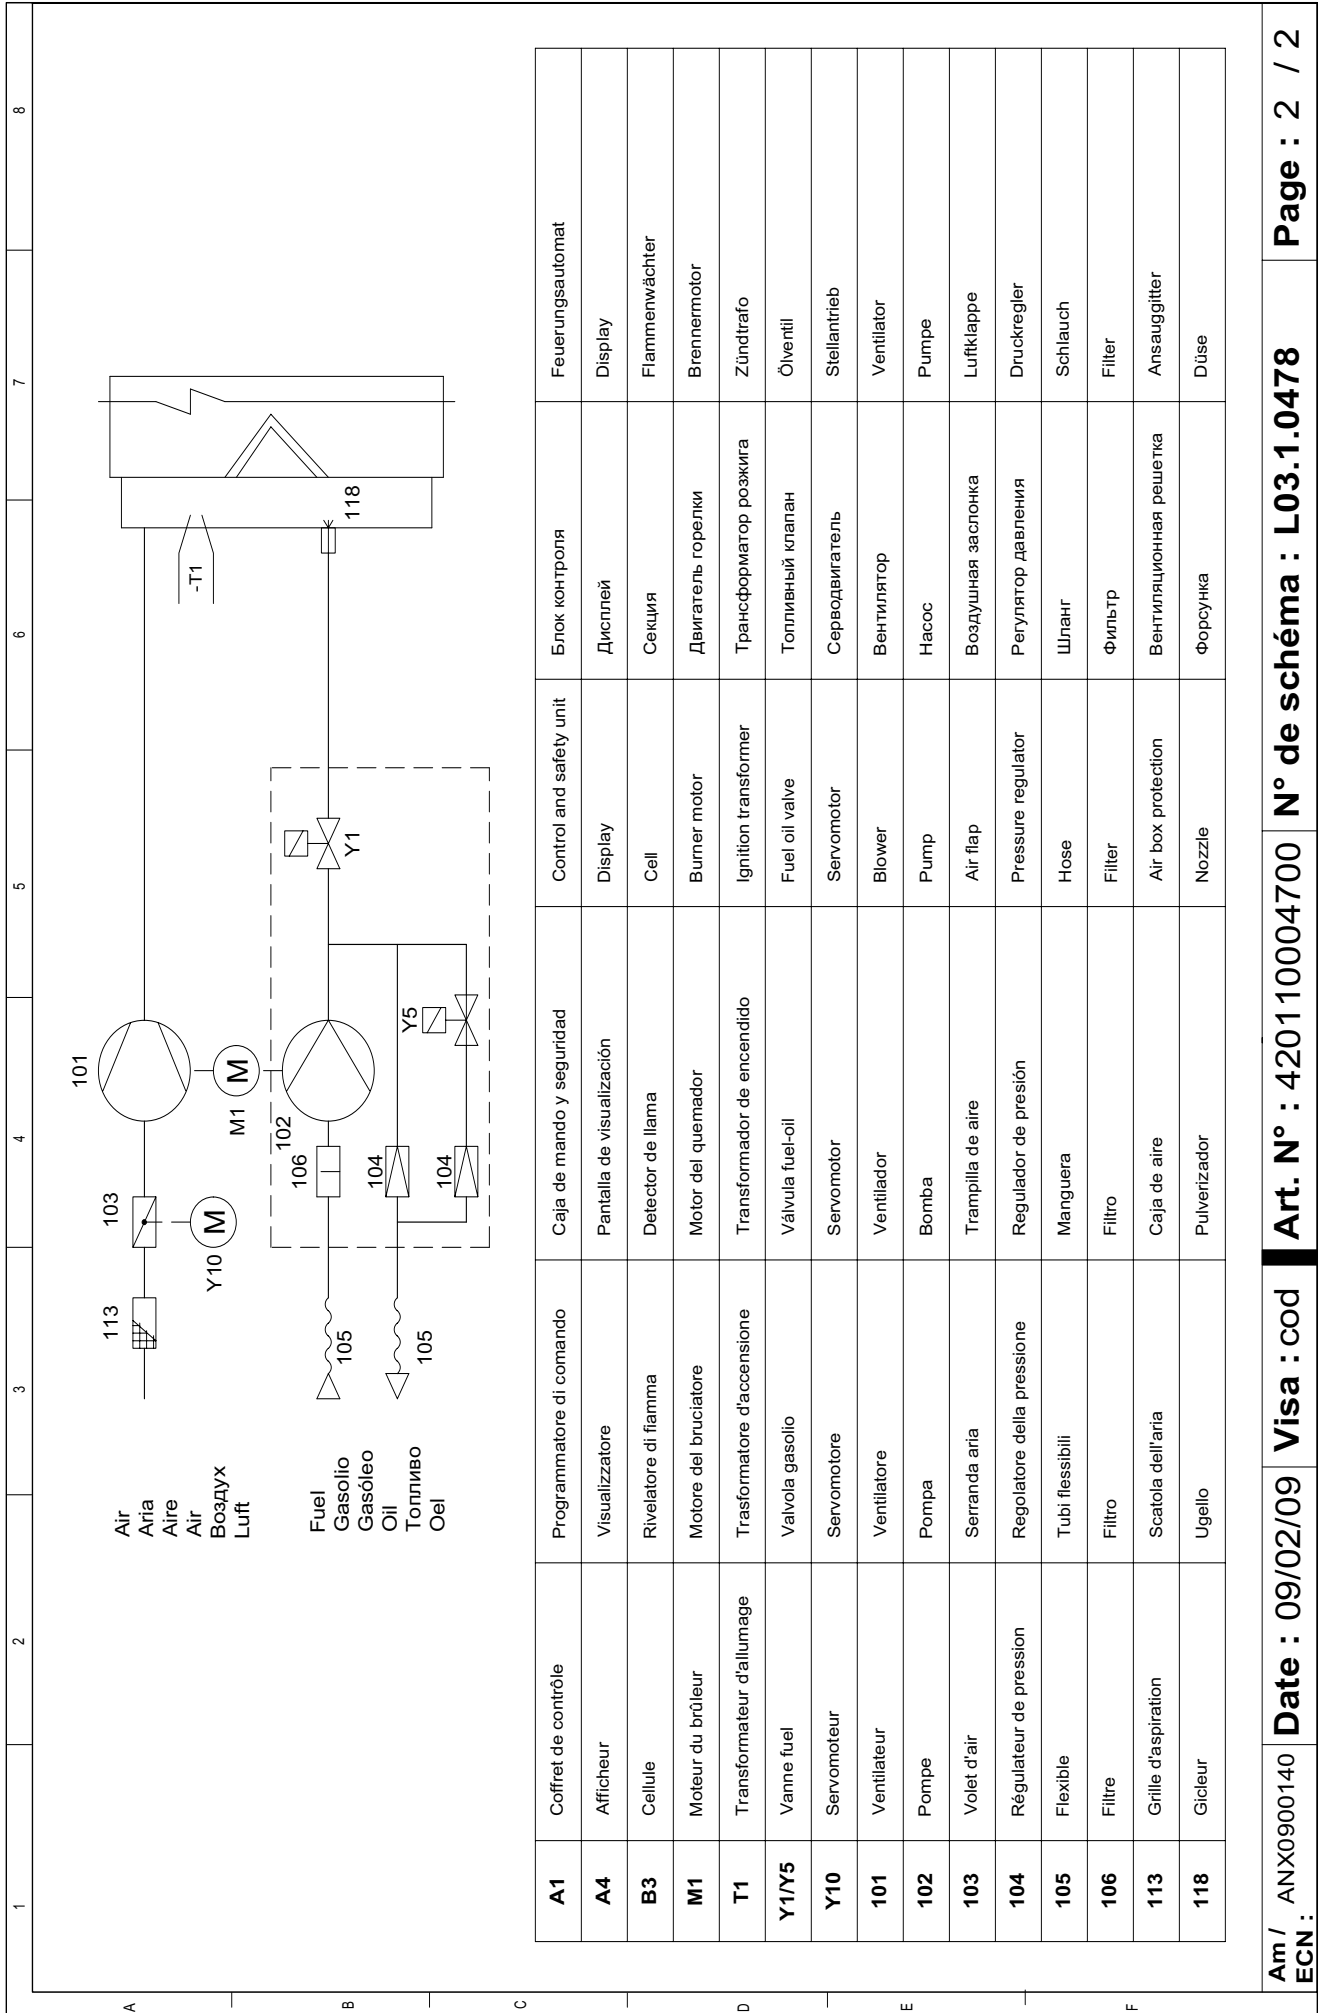 1 2 3 4 5 6 7 8
A
B
C
D
E
F
Air
Aria
Aire
Air
Воздух
Luft
Fuel
Gasolio
Gasóleo
Oil
Топливо
Oel
113
103
Y10
M
101
M1
M
102
106
104
104
105
105
Y5
Y1
-T1
118
A1 Coffret de contrôle Programmatore di comando Caja de mando y seguridad Control and safety unit Блок контроля Feuerungsautomat
A4 Afficheur Visualizzatore Pantalla de visualización Display Дисплей Display
B3 Cellule Rivelatore di fiamma Detector de llama Cell Секция Flammenwächter
M1 Moteur du brûleur Motore del bruciatore Motor del quemador Burner motor Двигатель горелки Brennermotor
T1 Transformateur d'allumage Trasformatore d'accensione Transformador de encendido Ignition transformer Трансформатор розжига Zündtrafo
Y1/Y5 Vanne fuel Valvola gasolio Válvula fuel-oil Fuel oil valve Топливный клапан Ölventil
Y10 Servomoteur Servomotore Servomotor Servomotor Серводвигатель Stellantrieb
101 Ventilateur Ventilatore Ventilador Blower Вентилятор Ventilator
102 Pompe Pompa Bomba Pump Насос Pumpe
103 Volet d'air Serranda aria Trampilla de aire Air flap Воздушная заслонка Luftklappe
104 Régulateur de pression Regolatore della pressione Regulador de presión Pressure regulator Регулятор давления Druckregler
105 Flexible Tubi flessibili Manguera Hose Шланг Schlauch
106 Filtre Filtro Filtro Filter Фильтр Filter
113 Grille d'aspiration Scatola dell'aria Caja de aire Air box protection Вентиляционная решетка Ansauggitter
118 Gicleur Ugello Pulverizador Nozzle Форсунка Düse
Am / ECN : ANX0900140 Date : 09/02/09 Visa : cod Art. N° : 420110004700 N° de schéma : L03.1.0478 Page : 2 / 2